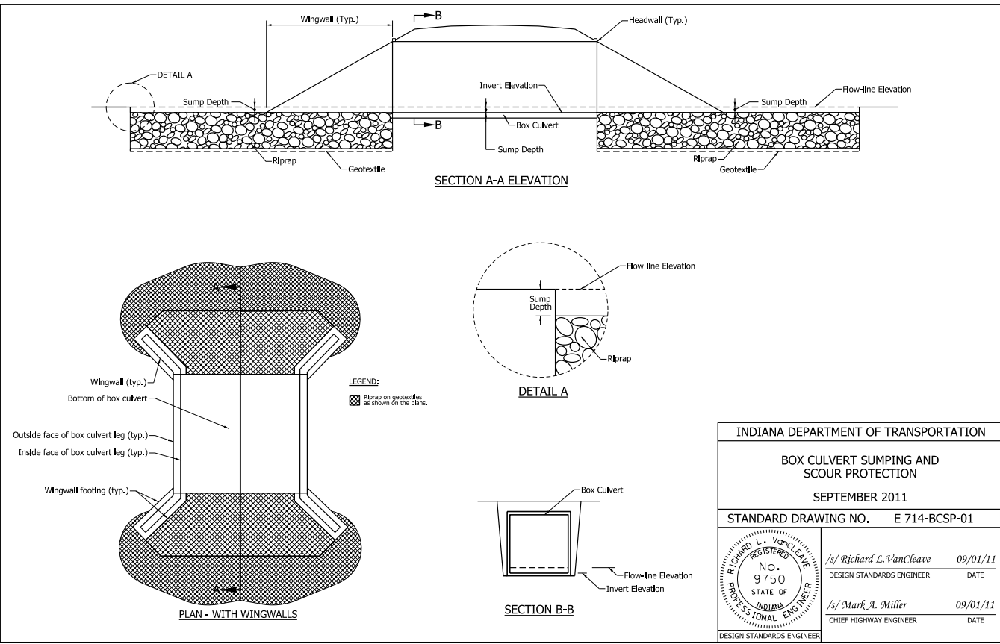 Wingwall (Typ.)
B
Headwall (Typ.)
DETAIL A
Sump Depth
Invert Elevation
Sump Depth
Flow-line Elevation
B
Box Culvert
Sump Depth
Riprap
Geotextile
Riprap
Geotextile
SECTION A-A ELEVATION
A
Wingwall (typ.)
Bottom of box culvert
Outside face of box culvert leg (typ.)
Inside face of box culvert leg (typ.)
Wingwall footing (typ.)
A
PLAN - WITH WINGWALLS
LEGEND:
Riprap on geotextiles
as shown on the plans.
Flow-line Elevation
Sump
Depth
Riprap
DETAIL A
Box Culvert
Flow-line Elevation
Invert Elevation
SECTION B-B
INDIANA DEPARTMENT OF TRANSPORTATION
BOX CULVERT SUMPING AND
SCOUR PROTECTION
SEPTEMBER 2011
STANDARD DRAWING NO. E 714-BCSP-01
RICHARD L. VanCLEAVE
REGISTERED
No.
9750
STATE OF
INDIANA
PROFESSIONAL ENGINEER
DESIGN STANDARDS ENGINEER
/s/ Richard L. VanCleave 09/01/11
DESIGN STANDARDS ENGINEER DATE
/s/ Mark A. Miller 09/01/11
CHIEF HIGHWAY ENGINEER DATE